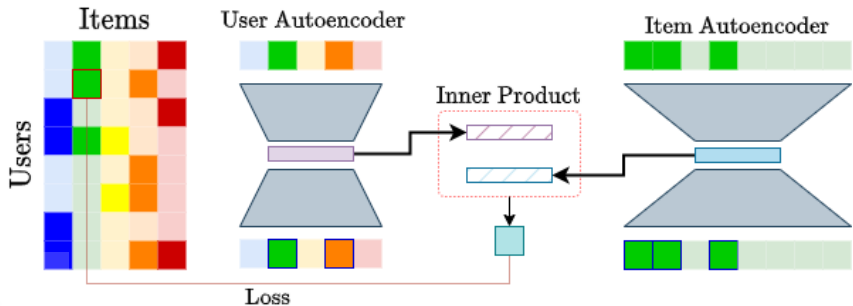 Items
User Autoencoder
Item Autoencoder
Inner Product
Users
Loss